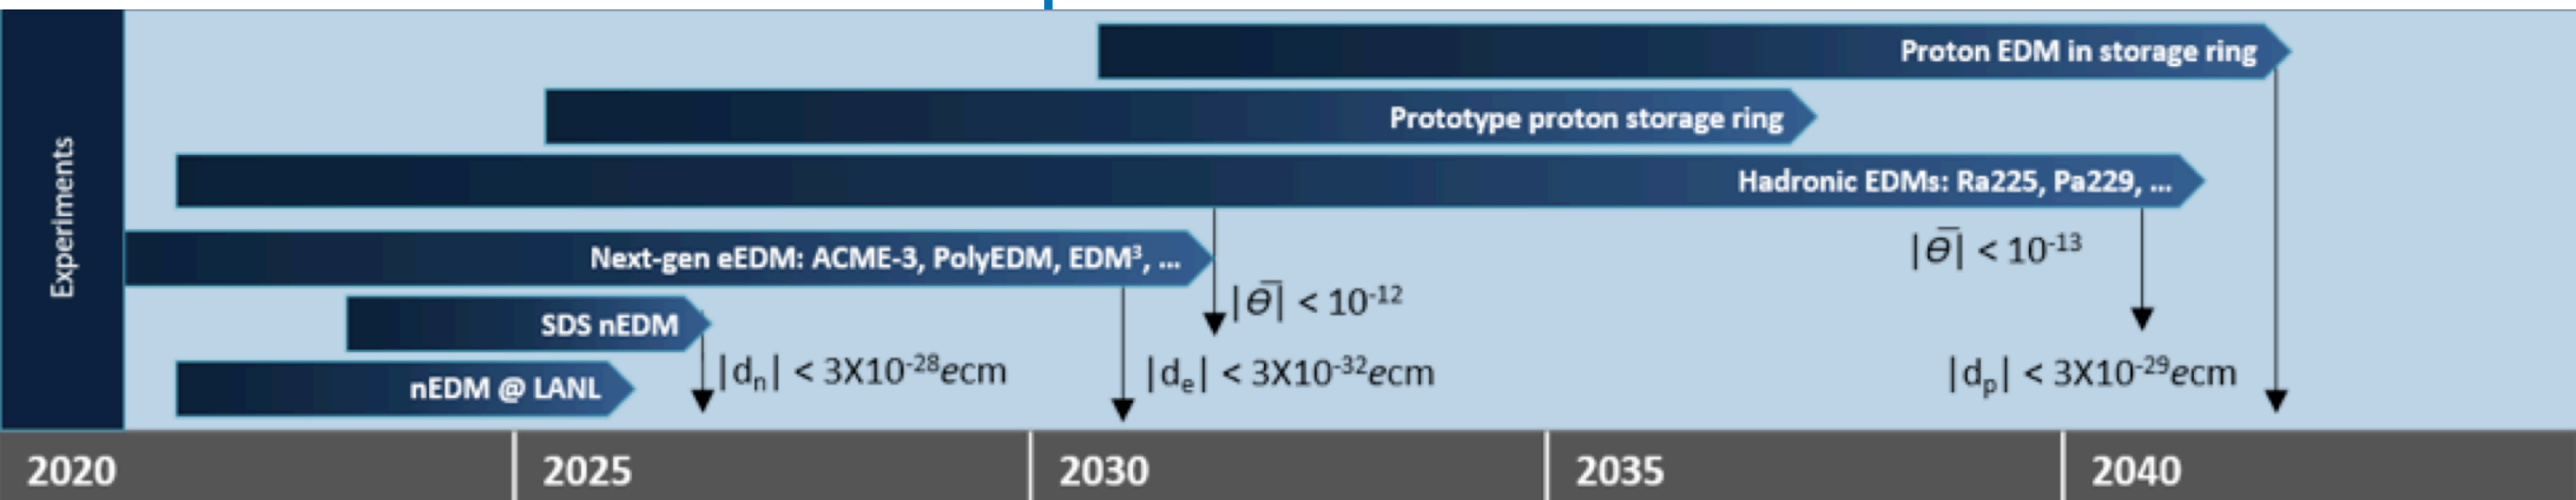 Experiments
Proton EDM in storage ring
Prototype proton storage ring
Hadronic EDMs: Ra225, Pa229, ...
Next-gen eEDM: ACME-3, PolyEDM, EDM³, ...
|ɵ̅| < 10⁻¹³
|ɵ̅| < 10⁻¹²
SDS nEDM
|dₙ| < 3X10⁻²⁸ecm
|dₑ| < 3X10⁻³²ecm
|dₚ| < 3X10⁻²⁹ecm
nEDM @ LANL
2020 2025 2030 2035 2040